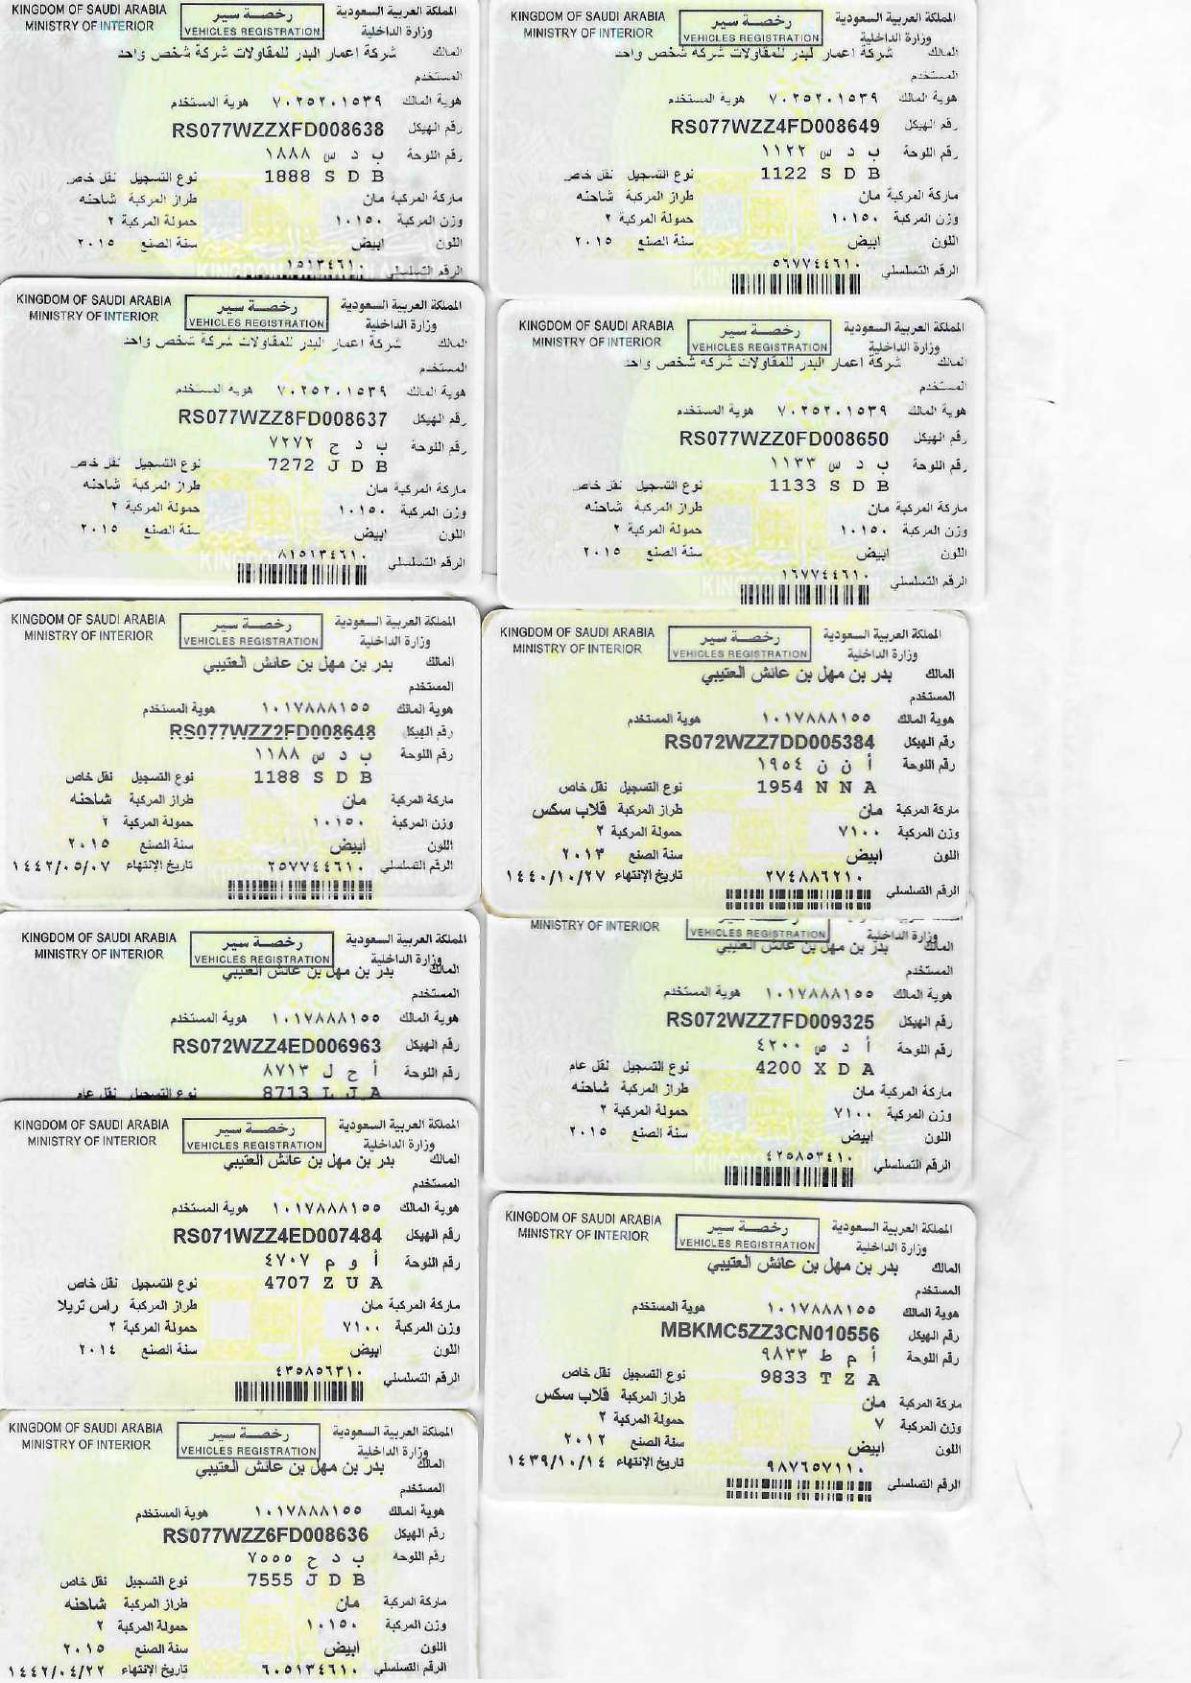 KINGDOM OF SAUDI ARABIA
MINISTRY OF INTERIOR
رخصة سير
VEHICLES REGISTRATION
المملكة العربية السعودية
وزارة الداخلية
المالك شركة اعمار البدر للمقاولات شركة شخص واحد
المستخدم
هوية المالك ٧٠٢٥٢٠١٥٣٩ هوية المستخدم
رقم الهيكل RS077WZZXFD008638
رقم اللوحة ب د س ١٨٨٨
1888 S D B
نوع التسجيل نقل خاص
ماركة المركبة مان طراز المركبة شاحنه
وزن المركبة ١٠١٥٠ حمولة المركبة ٢
اللون ابيض سنة الصنع ٢٠١٥
الرقم التسلسلي ١٥١٣٤٦١٠
KINGDOM OF SAUDI ARABIA
MINISTRY OF INTERIOR
رخصة سير
VEHICLES REGISTRATION
المملكة العربية السعودية
وزارة الداخلية
المالك شركة اعمار البدر للمقاولات شركة شخص واحد
المستخدم
هوية المالك ٧٠٢٥٢٠١٥٣٩ هوية المستخدم
رقم الهيكل RS077WZZ8FD008637
رقم اللوحة ب د ح ٧٢٧٢
7272 J D B
نوع التسجيل نقل خاص
ماركة المركبة مان طراز المركبة شاحنه
وزن المركبة ١٠١٥٠ حمولة المركبة ٢
اللون ابيض سنة الصنع ٢٠١٥
الرقم التسلسلي ٨١٥١٣٤٦١٠
KINGDOM OF SAUDI ARABIA
MINISTRY OF INTERIOR
رخصة سير
VEHICLES REGISTRATION
المملكة العربية السعودية
وزارة الداخلية
المالك بدر بن مهل بن عائش العتيبي
المستخدم
هوية المالك ١٠١٧٨٨٨١٥٥ هوية المستخدم
رقم الهيكل RS077WZZ2FD008648
رقم اللوحة ب د س ١١٨٨
1188 S D B
نوع التسجيل نقل خاص
ماركة المركبة مان طراز المركبة شاحنه
وزن المركبة ١٠١٥٠ حمولة المركبة ٢
اللون ابيض سنة الصنع ٢٠١٥
الرقم التسلسلي ٢٥٧٧٤٤٦١٠ تاريخ الإنتهاء ١٤٤٢/٠٥/٠٧
KINGDOM OF SAUDI ARABIA
MINISTRY OF INTERIOR
رخصة سير
VEHICLES REGISTRATION
المملكة العربية السعودية
وزارة الداخلية
المالك بدر بن مهل بن عائش العتيبي
المستخدم
هوية المالك ١٠١٧٨٨٨١٥٥ هوية المستخدم
رقم الهيكل RS072WZZ4ED006963
رقم اللوحة أ ح ل ٨٧١٣
8713 L J A
نوع التسجيل نقل عام
KINGDOM OF SAUDI ARABIA
MINISTRY OF INTERIOR
رخصة سير
VEHICLES REGISTRATION
المملكة العربية السعودية
وزارة الداخلية
المالك بدر بن مهل بن عائش العتيبي
المستخدم
هوية المالك ١٠١٧٨٨٨١٥٥ هوية المستخدم
رقم الهيكل RS071WZZ4ED007484
رقم اللوحة أ و م ٤٧٠٧
4707 Z U A
نوع التسجيل نقل خاص
ماركة المركبة مان طراز المركبة راس تريلا
وزن المركبة ٧١٠٠ حمولة المركبة ٢
اللون ابيض سنة الصنع ٢٠١٤
الرقم التسلسلي ٤٣٥٨٥٦٣١٠
KINGDOM OF SAUDI ARABIA
MINISTRY OF INTERIOR
رخصة سير
VEHICLES REGISTRATION
المملكة العربية السعودية
وزارة الداخلية
المالك بدر بن مهل بن عائش العتيبي
المستخدم
هوية المالك ١٠١٧٨٨٨١٥٥ هوية المستخدم
رقم الهيكل RS077WZZ6FD008636
رقم اللوحة ب د ح ٧٥٥٥
7555 J D B
نوع التسجيل نقل خاص
ماركة المركبة مان طراز المركبة شاحنه
وزن المركبة ١٠١٥٠ حمولة المركبة ٢
اللون ابيض سنة الصنع ٢٠١٥
الرقم التسلسلي ٦٠٥١٣٤٦١٠ تاريخ الإنتهاء ١٤٤٢/٠٤/٢٢
KINGDOM OF SAUDI ARABIA
MINISTRY OF INTERIOR
رخصة سير
VEHICLES REGISTRATION
المملكة العربية السعودية
وزارة الداخلية
المالك شركة اعمار لبدر للمقاولات شركة شخص واحد
المستخدم
هوية المالك ٧٠٢٥٢٠١٥٣٩ هوية المستخدم
رقم الهيكل RS077WZZ4FD008649
رقم اللوحة ب د س ١١٢٢
1122 S D B
نوع التسجيل نقل خاص
ماركة المركبة مان طراز المركبة شاحنه
وزن المركبة ١٠١٥٠ حمولة المركبة ٢
اللون ابيض سنة الصنع ٢٠١٥
الرقم التسلسلي ٥٦٧٧٤٤٦١٠
KINGDOM OF SAUDI ARABIA
MINISTRY OF INTERIOR
رخصة سير
VEHICLES REGISTRATION
المملكة العربية السعودية
وزارة الداخلية
المالك شركة اعمار البدر للمقاولات شركة شخص واحد
المستخدم
هوية المالك ٧٠٢٥٢٠١٥٣٩ هوية المستخدم
رقم الهيكل RS077WZZ0FD008650
رقم اللوحة ب د س ١١٣٣
1133 S D B
نوع التسجيل نقل خاص
ماركة المركبة مان طراز المركبة شاحنه
وزن المركبة ١٠١٥٠ حمولة المركبة ٢
اللون ابيض سنة الصنع ٢٠١٥
الرقم التسلسلي ١٦٧٧٤٤٦١٠
KINGDOM OF SAUDI ARABIA
MINISTRY OF INTERIOR
رخصة سير
VEHICLES REGISTRATION
المملكة العربية السعودية
وزارة الداخلية
المالك بدر بن مهل بن عائش العتيبي
المستخدم
هوية المالك ١٠١٧٨٨٨١٥٥ هوية المستخدم
رقم الهيكل RS072WZZ7DD005384
رقم اللوحة أ ن ن ١٩٥٤
1954 N N A
نوع التسجيل نقل خاص
ماركة المركبة مان طراز المركبة قلاب سكس
وزن المركبة ٧١٠٠ حمولة المركبة ٢
اللون ابيض سنة الصنع ٢٠١٣
الرقم التسلسلي ٢٧٤٨٨٦٢١٠ تاريخ الإنتهاء ١٤٤٠/١٠/٢٧
MINISTRY OF INTERIOR
VEHICLES REGISTRATION
وزارة الداخلية
المالك بدر بن مهل بن عائش العتيبي
المستخدم
هوية المالك ١٠١٧٨٨٨١٥٥ هوية المستخدم
رقم الهيكل RS072WZZ7FD009325
رقم اللوحة أ د ص ٤٢٠٠
4200 X D A
نوع التسجيل نقل عام
ماركة المركبة مان طراز المركبة شاحنه
وزن المركبة ٧١٠٠ حمولة المركبة ٢
اللون ابيض سنة الصنع ٢٠١٥
الرقم التسلسلي ٤٢٥٨٥٣٤١٠
KINGDOM OF SAUDI ARABIA
MINISTRY OF INTERIOR
رخصة سير
VEHICLES REGISTRATION
المملكة العربية السعودية
وزارة الداخلية
المالك بدر بن مهل بن عائش العتيبي
المستخدم
هوية المالك ١٠١٧٨٨٨١٥٥ هوية المستخدم
رقم الهيكل MBKMC5ZZ3CN010556
رقم اللوحة أ م ط ٩٨٣٣
9833 T Z A
نوع التسجيل نقل خاص
ماركة المركبة مان طراز المركبة قلاب سكس
وزن المركبة ٧ حمولة المركبة ٢
اللون ابيض سنة الصنع ٢٠١٢
الرقم التسلسلي ٩٨٧٦٥٧١١٠ تاريخ الإنتهاء ١٤٣٩/١٠/١٤